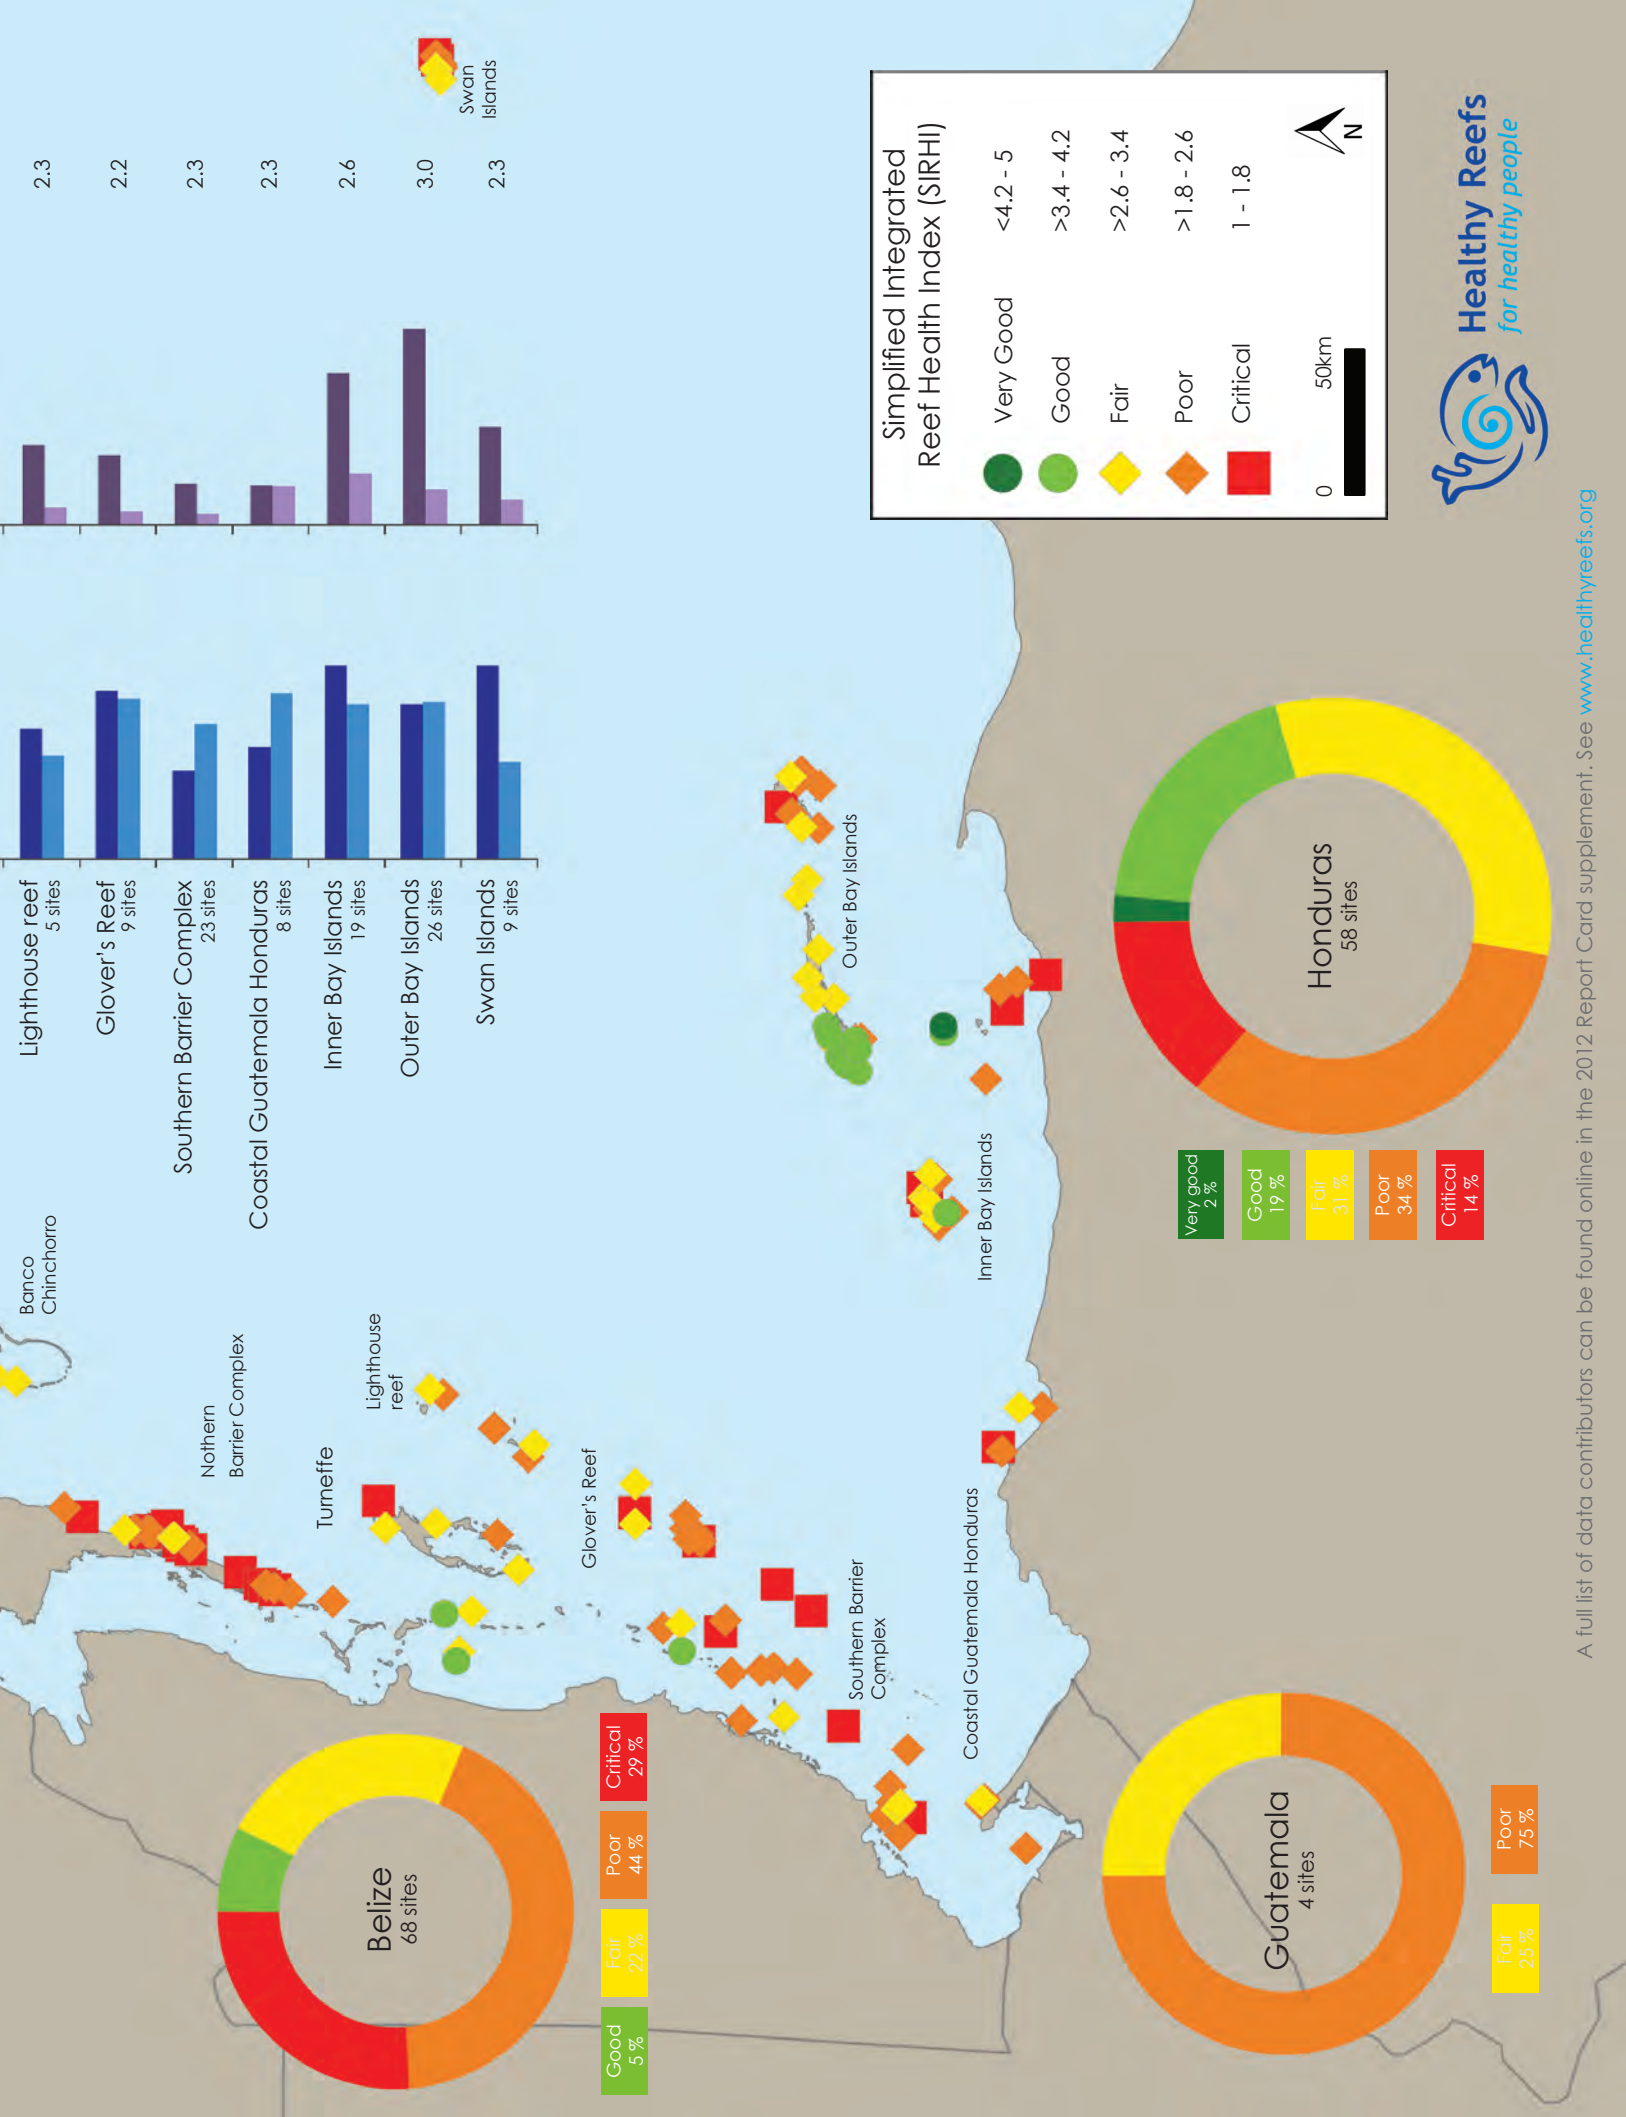 Lighthouse reef
5 sites
2.3
Glover's Reef
9 sites
2.2
Southern Barrier Complex
23 sites
2.3
Coastal Guatemala Honduras
8 sites
2.3
Inner Bay Islands
19 sites
2.6
Outer Bay Islands
26 sites
3.0
Swan Islands
9 sites
2.3
Swan
Islands
Banco
Chinchorro
Nothern
Barrier Complex
Turneffe
Lighthouse
reef
Glover's Reef
Southern Barrier
Complex
Coastal Guatemala Honduras
Inner Bay Islands
Outer Bay Islands
Belize
68 sites
Good
5 %
Fair
22 %
Poor
44 %
Critical
29 %
Guatemala
4 sites
Fair
25 %
Poor
75 %
Honduras
58 sites
Very good
2 %
Good
19 %
Fair
31 %
Poor
34 %
Critical
14 %
Simplified Integrated
Reef Health Index (SIRHI)
Very Good <4.2 - 5
Good >3.4 - 4.2
Fair >2.6 - 3.4
Poor >1.8 - 2.6
Critical 1 - 1.8
0 50km
N
Healthy Reefs
for healthy people
A full list of data contributors can be found online in the 2012 Report Card supplement. See www.healthyreefs.org